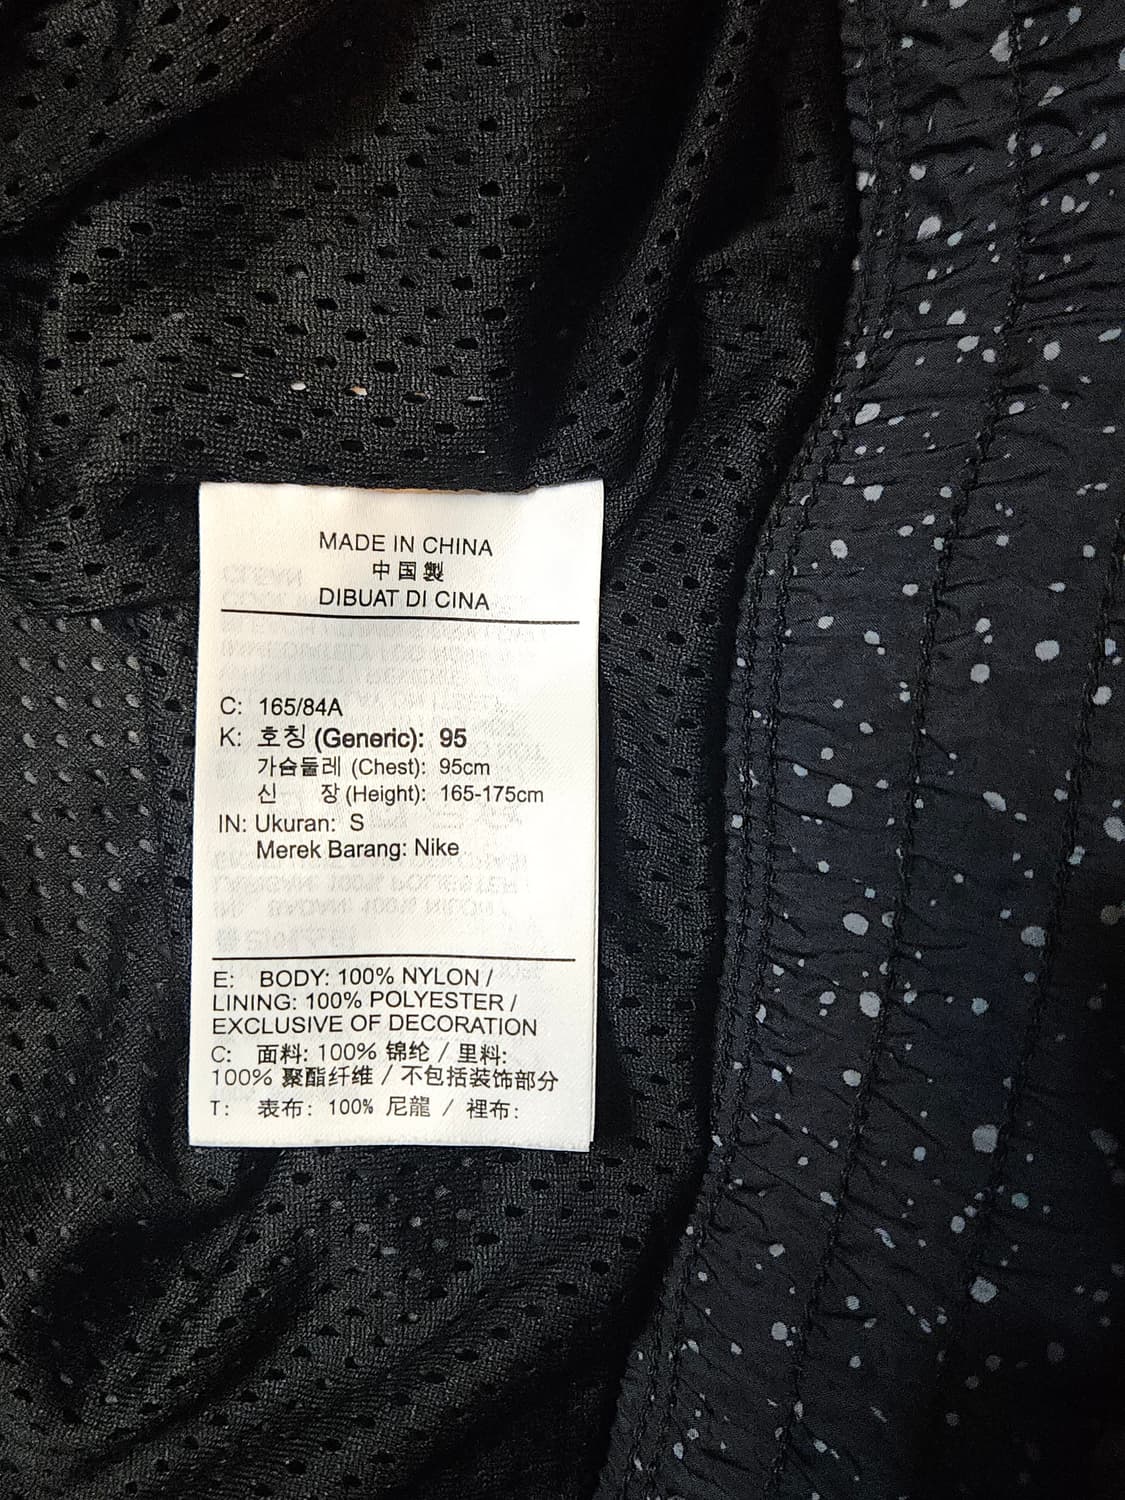 MADE IN CHINA
中国製
DIBUAT DI CINA
C: 165/84A
K: 호칭 (Generic): 95
가슴둘레 (Chest): 95cm
신 장 (Height): 165-175cm
IN: Ukuran: S
Merek Barang: Nike
E: BODY: 100% NYLON /
LINING: 100% POLYESTER /
EXCLUSIVE OF DECORATION
C: 面料: 100% 锦纶 / 里料:
100% 聚酯纤维 / 不包括装饰部分
T: 表布: 100% 尼龍 / 裡布: